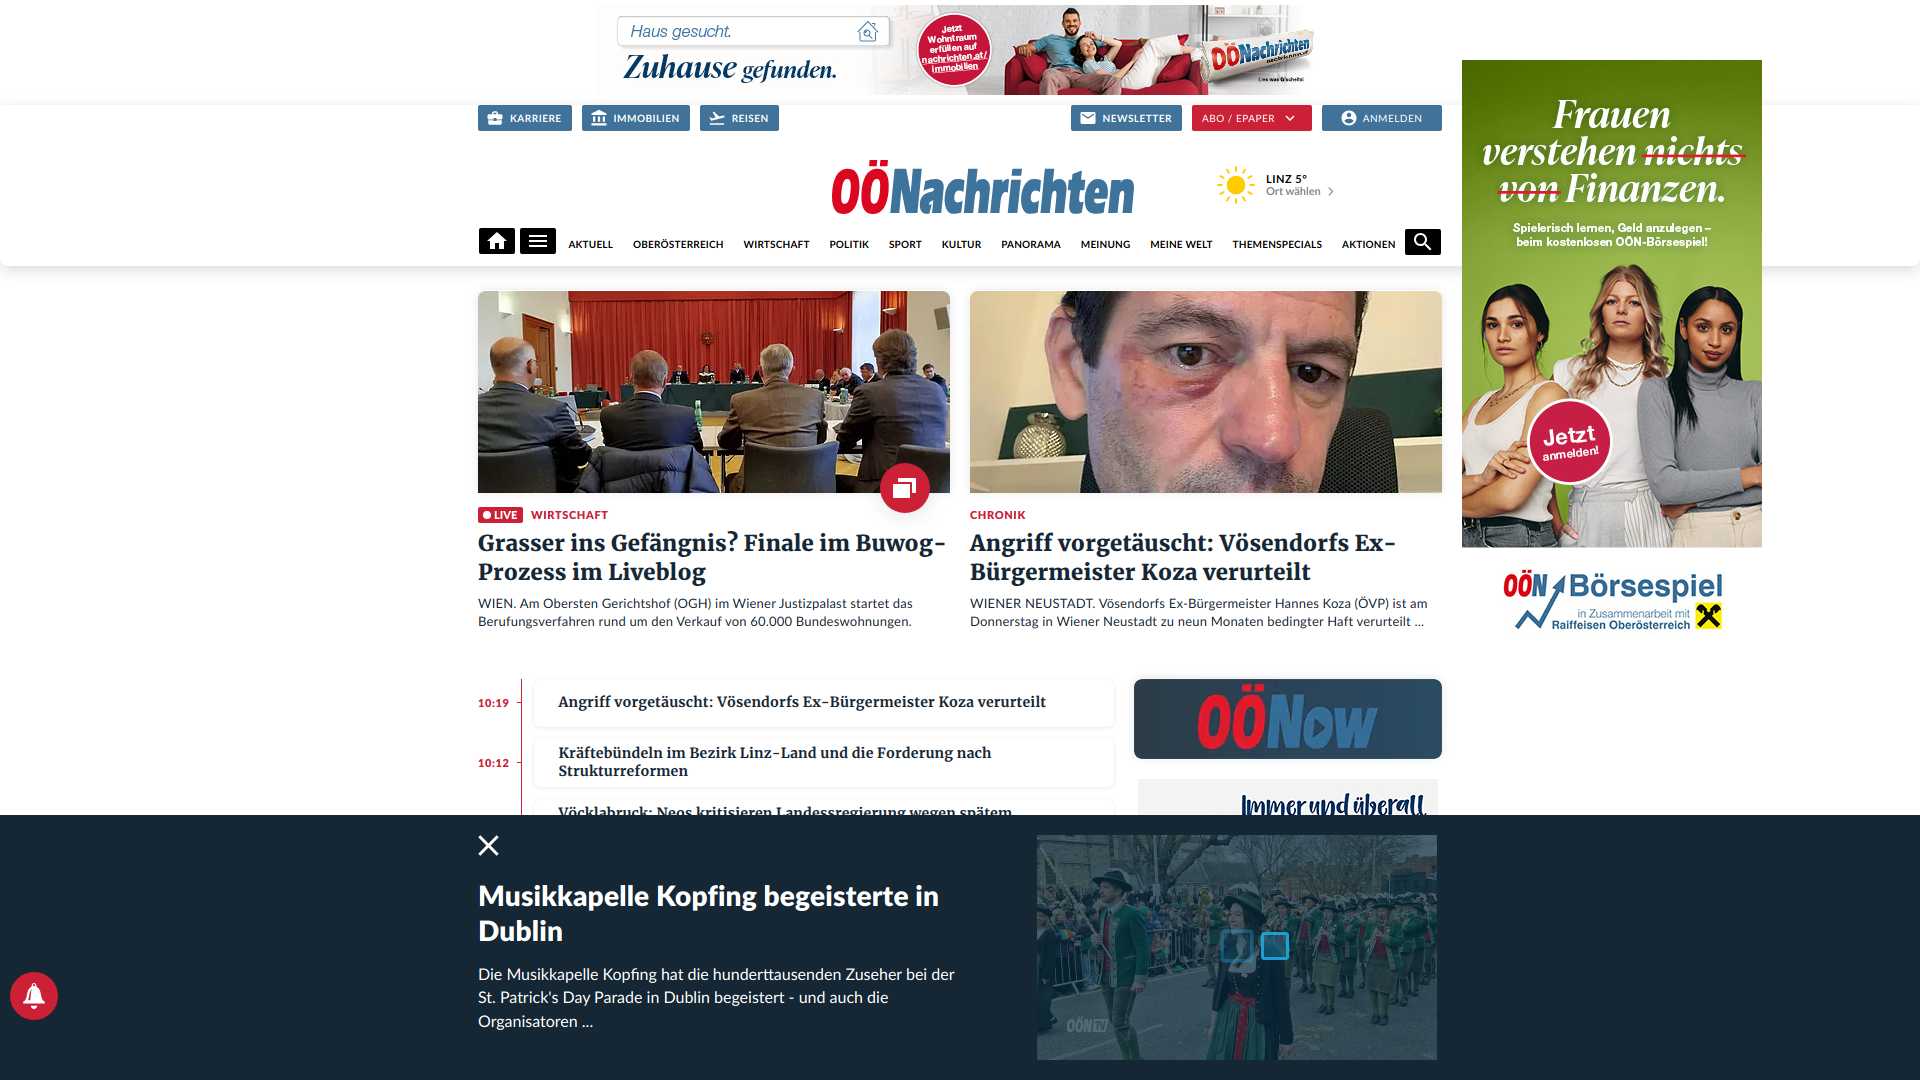 Haus gesucht.
Zuhause gefunden.
Jetzt
Wohntraum
erfüllen auf
nachrichten.at/
immobilien
OÖNachrichten
Lies was G'scheits!
KARRIERE
IMMOBILIEN
REISEN
NEWSLETTER
ABO / EPAPER
ANMELDEN
OÖNachrichten
LINZ 5°
Ort wählen
AKTUELL
OBERÖSTERREICH
WIRTSCHAFT
POLITIK
SPORT
KULTUR
PANORAMA
MEINUNG
MEINE WELT
THEMENSPECIALS
AKTIONEN
Frauen
verstehen nichts
von Finanzen.
Spielerisch lernen, Geld anzulegen –
beim kostenlosen OÖN-Börsespiel!
Jetzt
anmelden!
OÖN Börsespiel
in Zusammenarbeit mit
Raiffeisen Oberösterreich
LIVE WIRTSCHAFT
Grasser ins Gefängnis? Finale im Buwog-
Prozess im Liveblog
WIEN. Am Obersten Gerichtshof (OGH) im Wiener Justizpalast startet das
Berufungsverfahren rund um den Verkauf von 60.000 Bundeswohnungen.
CHRONIK
Angriff vorgetäuscht: Vösendorfs Ex-
Bürgermeister Koza verurteilt
WIENER NEUSTADT. Vösendorfs Ex-Bürgermeister Hannes Koza (ÖVP) ist am
Donnerstag in Wiener Neustadt zu neun Monaten bedingter Haft verurteilt ...
10:19
Angriff vorgetäuscht: Vösendorfs Ex-Bürgermeister Koza verurteilt
10:12
Kräftebündeln im Bezirk Linz-Land und die Forderung nach
Strukturreformen
Vöcklabruck: Neos kritisieren Landesregierung wegen spätem
OÖNow
Immer und überall
Musikkapelle Kopfing begeisterte in
Dublin
Die Musikkapelle Kopfing hat die hunderttausenden Zuseher bei der
St. Patrick's Day Parade in Dublin begeistert - und auch die
Organisatoren ...
OÖNTV